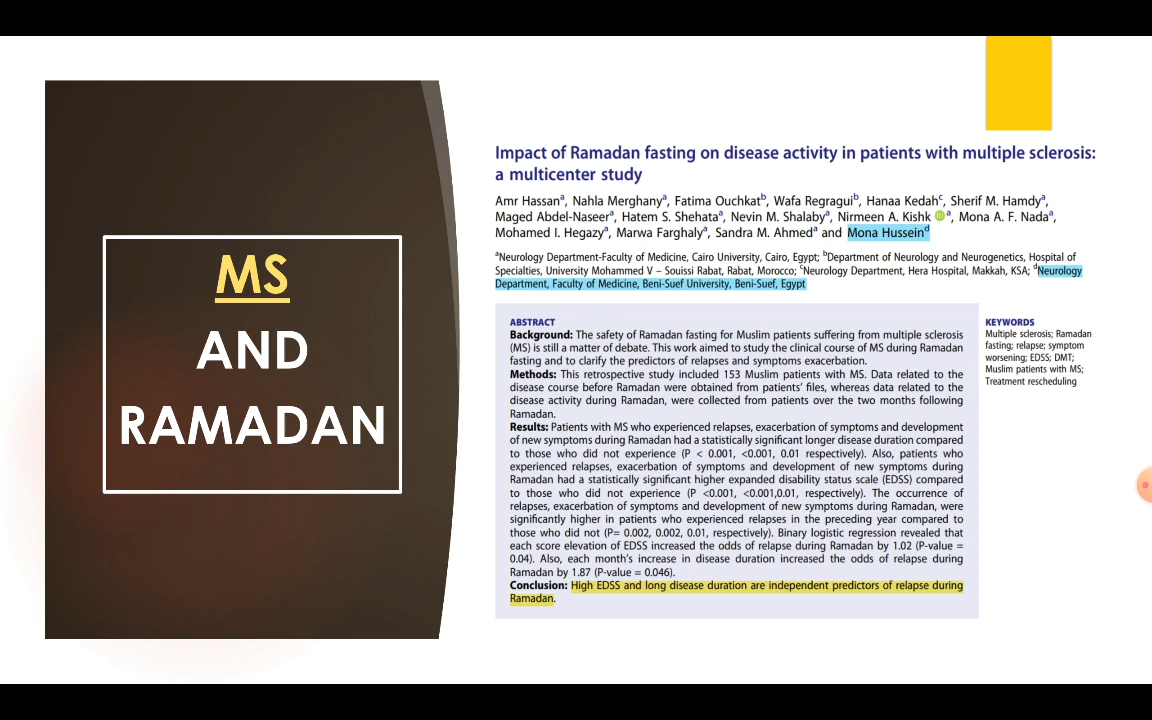 MS
AND
RAMADAN
Impact of Ramadan fasting on disease activity in patients with multiple sclerosis:
a multicenter study
Amr Hassanᵃ, Nahla Merghanyᵃ, Fatima Ouchkatᵇ, Wafa Regraguiᵇ, Hanaa Kedahᶜ, Sherif M. Hamdyᵃ,
Maged Abdel-Naseerᵃ, Hatem S. Shehataᵃ, Nevin M. Shalabyᵃ, Nirmeen A. Kishk iD ᵃ, Mona A. F. Nadaᵃ,
Mohamed I. Hegazyᵃ, Marwa Farghalyᵃ, Sandra M. Ahmedᵃ and Mona Husseinᵈ
ᵃNeurology Department-Faculty of Medicine, Cairo University, Cairo, Egypt; ᵇDepartment of Neurology and Neurogenetics, Hospital of
Specialties, University Mohammed V – Souissi Rabat, Rabat, Morocco; ᶜNeurology Department, Hera Hospital, Makkah, KSA; ᵈNeurology
Department, Faculty of Medicine, Beni-Suef University, Beni-Suef, Egypt
ABSTRACT
Background: The safety of Ramadan fasting for Muslim patients suffering from multiple sclerosis
(MS) is still a matter of debate. This work aimed to study the clinical course of MS during Ramadan
fasting and to clarify the predictors of relapses and symptoms exacerbation.
Methods: This retrospective study included 153 Muslim patients with MS. Data related to the
disease course before Ramadan were obtained from patients' files, whereas data related to the
disease activity during Ramadan, were collected from patients over the two months following
Ramadan.
Results: Patients with MS who experienced relapses, exacerbation of symptoms and development
of new symptoms during Ramadan had a statistically significant longer disease duration compared
to those who did not experience (P < 0.001, <0.001, 0.01 respectively). Also, patients who
experienced relapses, exacerbation of symptoms and development of new symptoms during
Ramadan had a statistically significant higher expanded disability status scale (EDSS) compared
to those who did not experience (P <0.001, <0.001,0.01, respectively). The occurrence of
relapses, exacerbation of symptoms and development of new symptoms during Ramadan, were
significantly higher in patients who experienced relapses in the preceding year compared to
those who did not (P= 0.002, 0.002, 0.01, respectively). Binary logistic regression revealed that
each score elevation of EDSS increased the odds of relapse during Ramadan by 1.02 (P-value =
0.04). Also, each month's increase in disease duration increased the odds of relapse during
Ramadan by 1.87 (P-value = 0.046).
Conclusion: High EDSS and long disease duration are independent predictors of relapse during
Ramadan.
KEYWORDS
Multiple sclerosis; Ramadan
fasting; relapse; symptom
worsening; EDSS; DMT;
Muslim patients with MS;
Treatment rescheduling